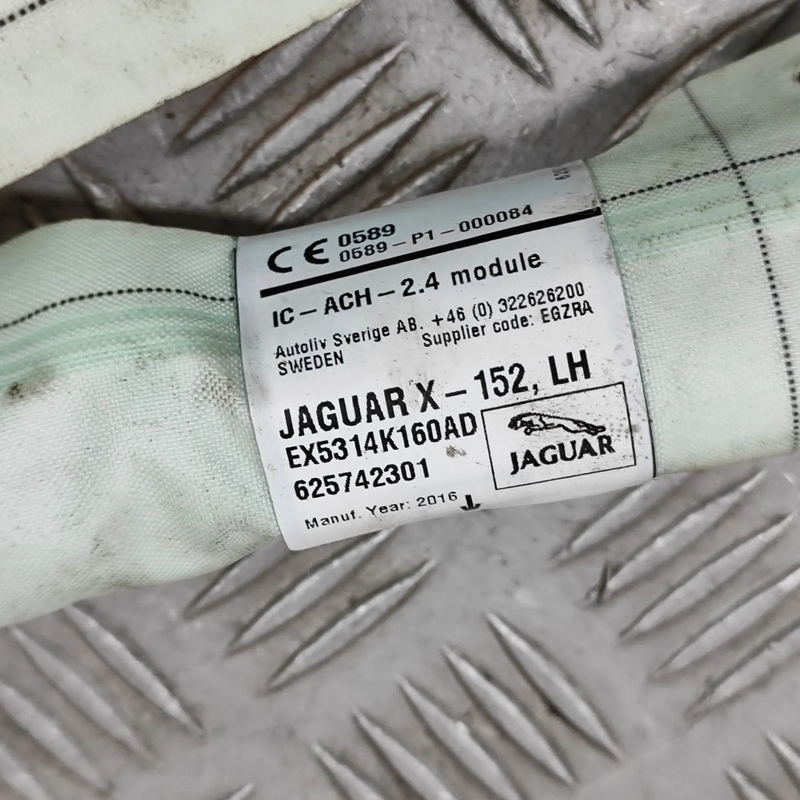 CE 0589
0589-P1-000084
IC-ACH-2.4 module
Autoliv Sverige AB. +46 (0) 322626200
SWEDEN Supplier code: EGZRA
JAGUAR X-152, LH
EX5314K160AD
625742301
JAGUAR
Manuf. Year: 2016